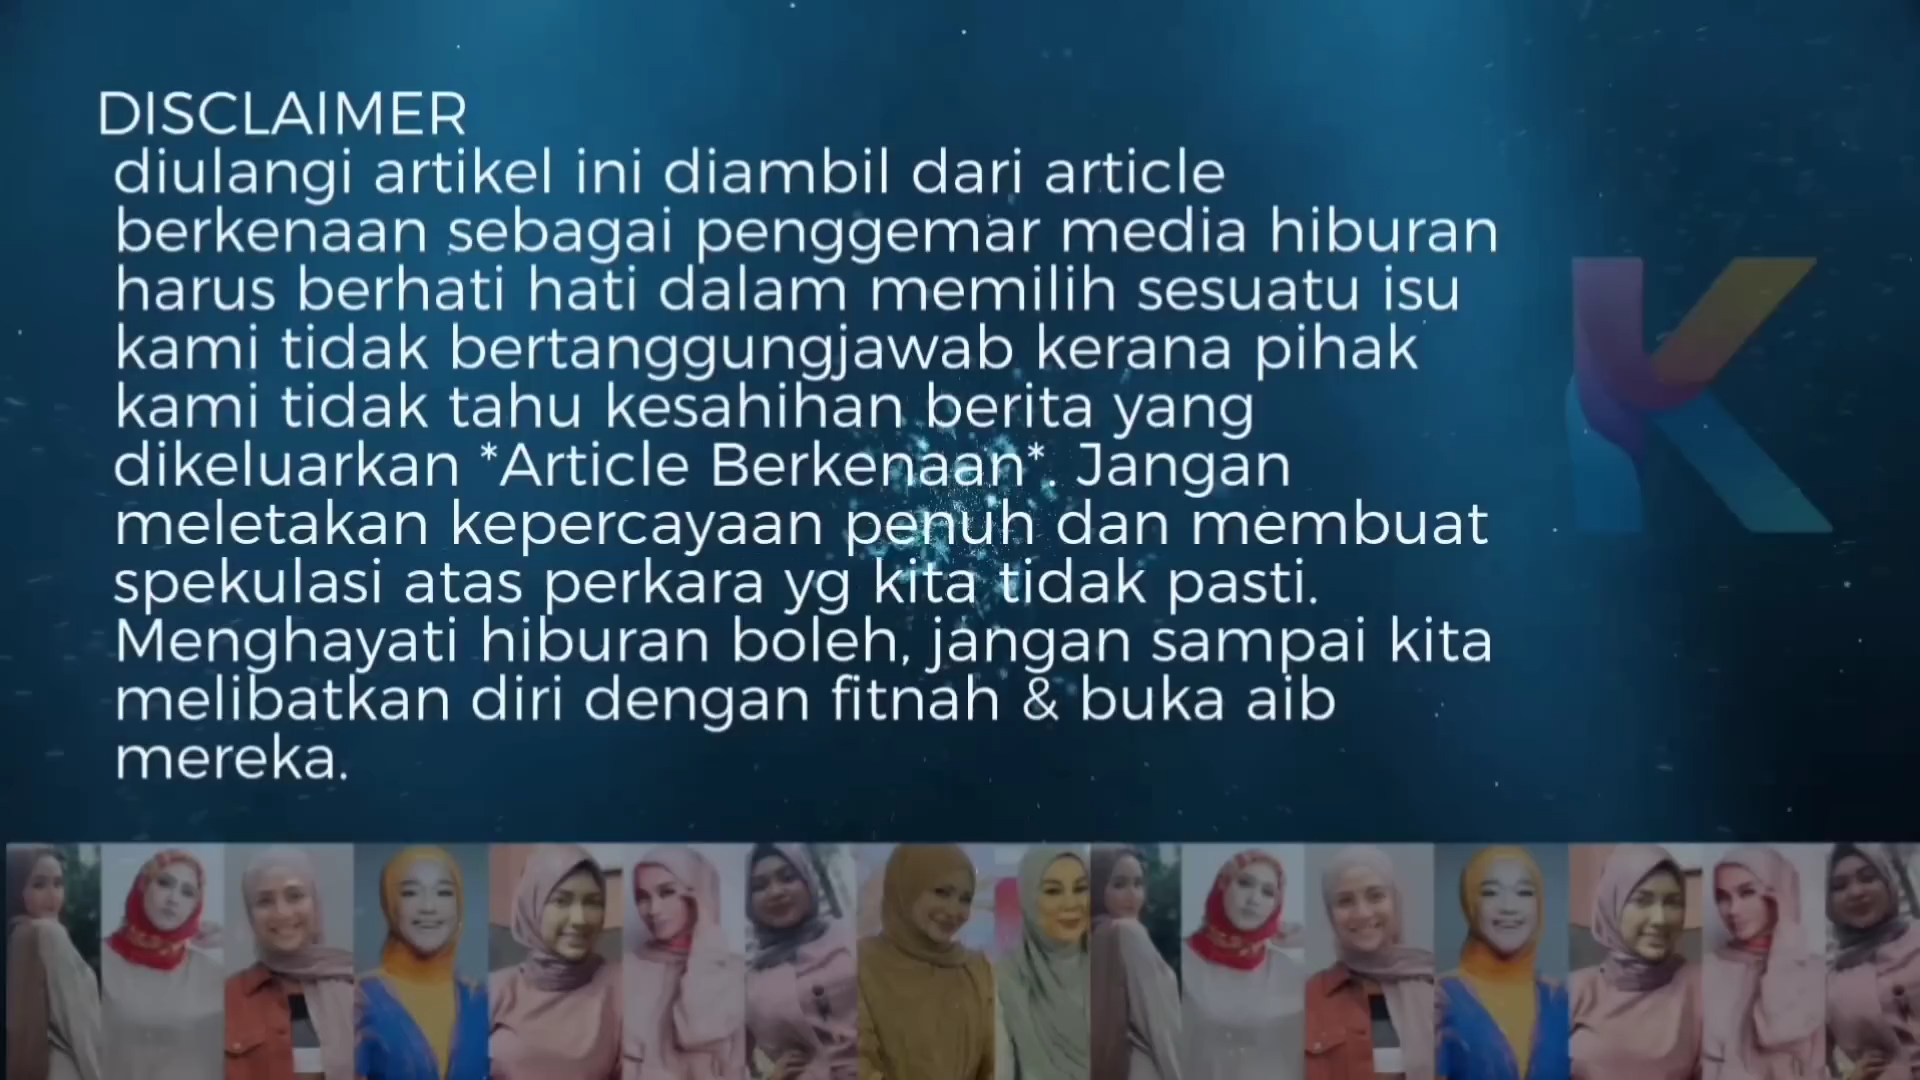 DISCLAIMER
diulangi artikel ini diambil dari article
berkenaan sebagai penggemar media hiburan
harus berhati hati dalam memilih sesuatu isu
kami tidak bertanggungjawab kerana pihak
kami tidak tahu kesahihan berita yang
dikeluarkan *Article Berkenaan*. Jangan
meletakan kepercayaan penuh dan membuat
spekulasi atas perkara yg kita tidak pasti.
Menghayati hiburan boleh, jangan sampai kita
melibatkan diri dengan fitnah & buka aib
mereka.
K